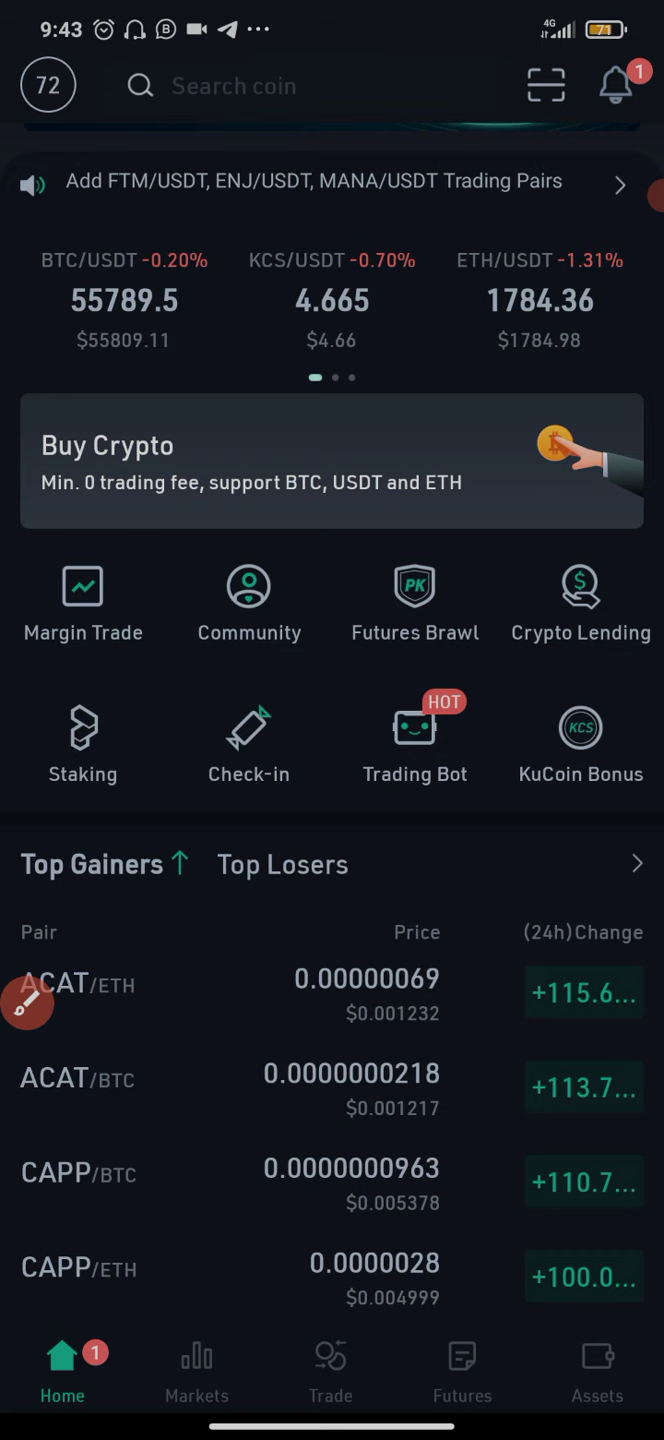 9:43
4G
71
72
Search coin
1
Add FTM/USDT, ENJ/USDT, MANA/USDT Trading Pairs
BTC/USDT -0.20% KCS/USDT -0.70% ETH/USDT -1.31%
55789.5 4.665 1784.36
$55809.11 $4.66 $1784.98
Buy Crypto
Min. 0 trading fee, support BTC, USDT and ETH
PK
Margin Trade Community Futures Brawl Crypto Lending
HOT
KCS
Staking Check-in Trading Bot KuCoin Bonus
Top Gainers Top Losers
Pair Price (24h)Change
ACAT/ETH 0.00000069 +115.6...
$0.001232
ACAT/BTC 0.0000000218 +113.7...
$0.001217
CAPP/BTC 0.0000000963 +110.7...
$0.005378
CAPP/ETH 0.0000028 +100.0...
$0.004999
1
Home Markets Trade Futures Assets